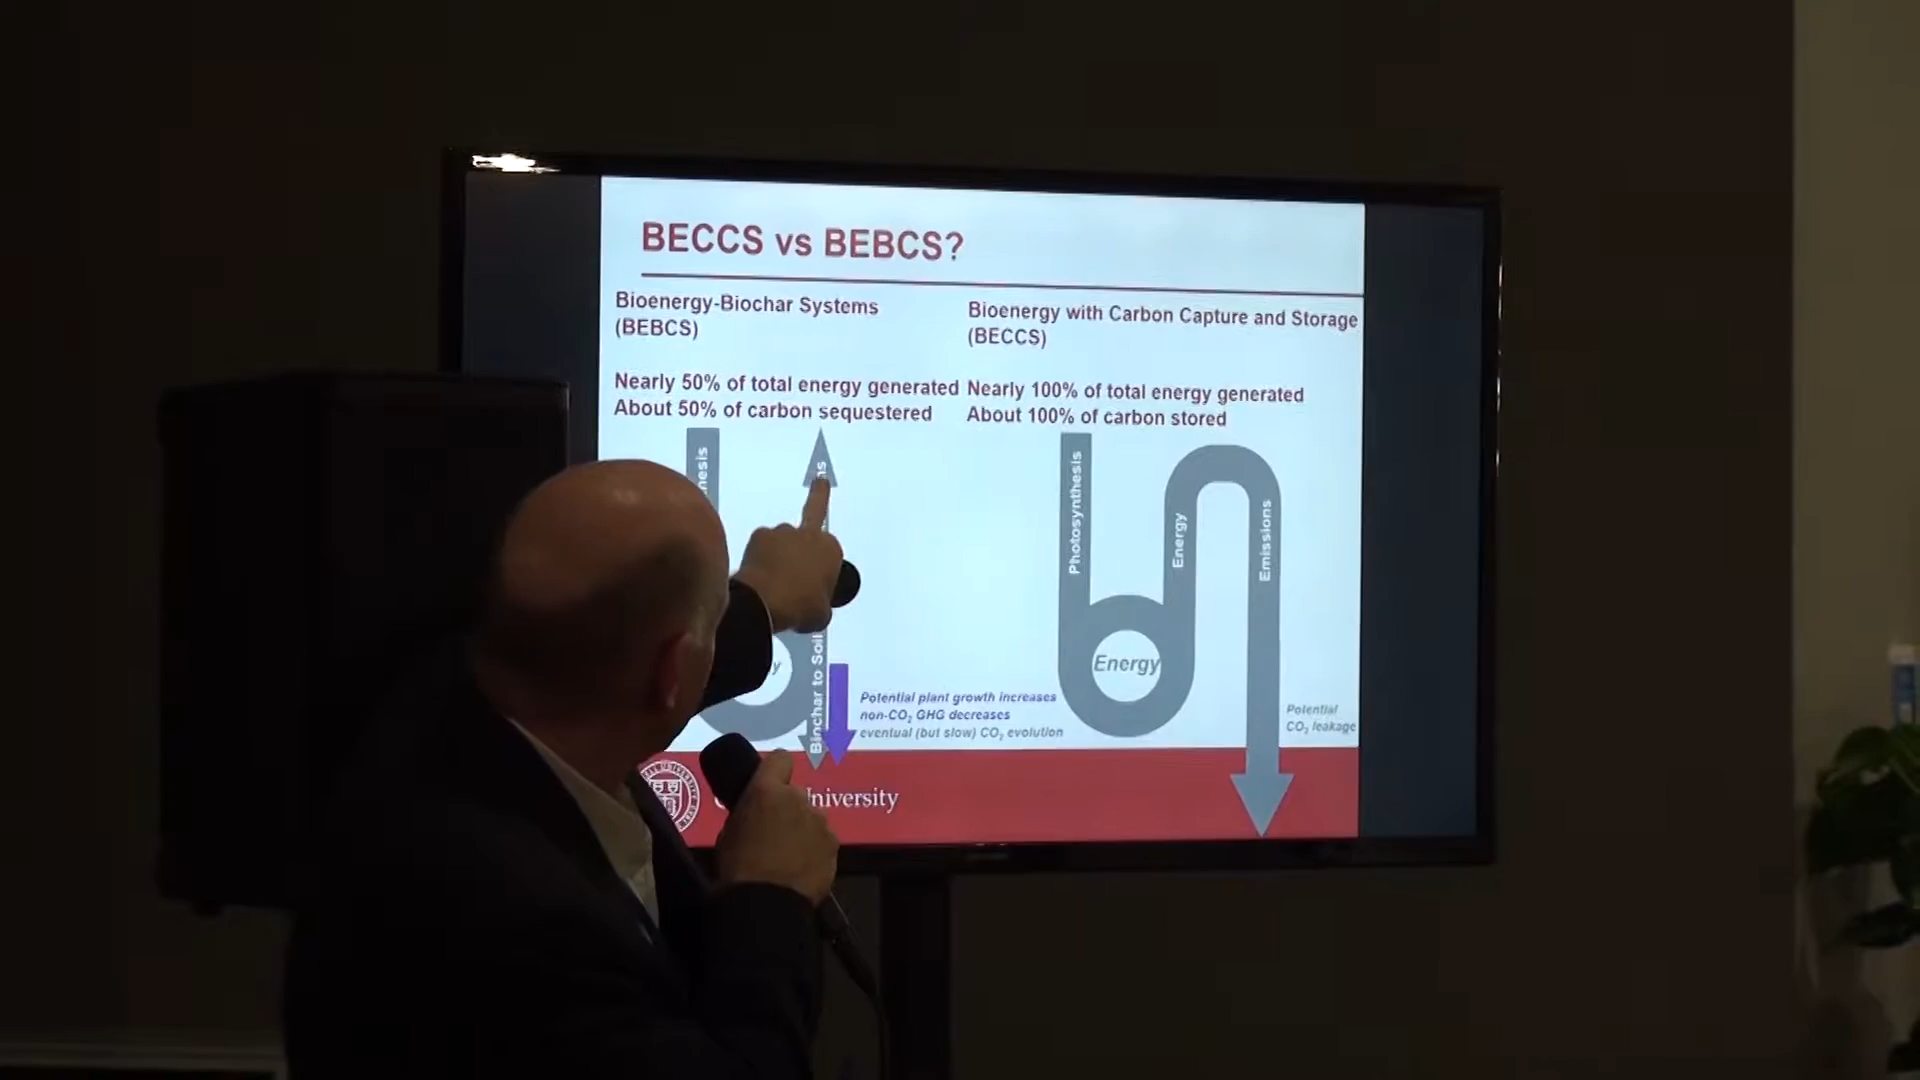 BECCS vs BEBCS?
Bioenergy-Biochar Systems
(BEBCS)
Nearly 50% of total energy generated
About 50% of carbon sequestered
Bioenergy with Carbon Capture and Storage
(BECCS)
Nearly 100% of total energy generated
About 100% of carbon stored
Biochar to Soil
Potential plant growth increases
non-CO₂ GHG decreases
eventual (but slow) CO₂ evolution
Photosynthesis
Energy
Energy
Emissions
Potential
CO₂ leakage
University